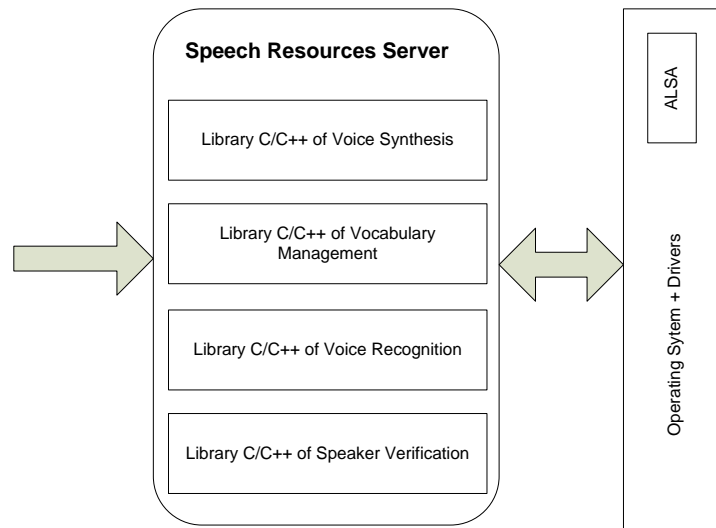 Speech Resources Server
Library C/C++ of Voice Synthesis
Library C/C++ of Vocabulary
Management
Library C/C++ of Voice Recognition
Library C/C++ of Speaker Verification
ALSA
Operating Sytem + Drivers